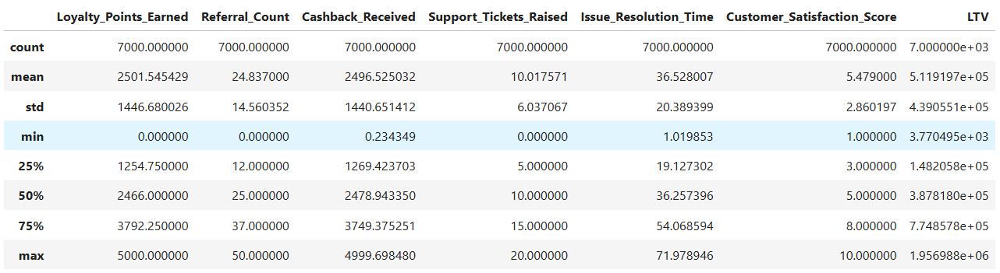 Loyalty_Points_Earned Referral_Count Cashback_Received Support_Tickets_Raised Issue_Resolution_Time Customer_Satisfaction_Score LTV
count 7000.000000 7000.000000 7000.000000 7000.000000 7000.000000 7000.000000 7.000000e+03
mean 2501.545429 24.837000 2496.525032 10.017571 36.528007 5.479000 5.119197e+05
std 1446.680026 14.560352 1440.651412 6.037067 20.389399 2.860197 4.390551e+05
min 0.000000 0.000000 0.234349 0.000000 1.019853 1.000000 3.770495e+03
25% 1254.750000 12.000000 1269.423703 5.000000 19.127302 3.000000 1.482058e+05
50% 2466.000000 25.000000 2478.943350 10.000000 36.257396 5.000000 3.878180e+05
75% 3792.250000 37.000000 3749.375251 15.000000 54.068594 8.000000 7.748578e+05
max 5000.000000 50.000000 4999.698480 20.000000 71.978946 10.000000 1.956988e+06